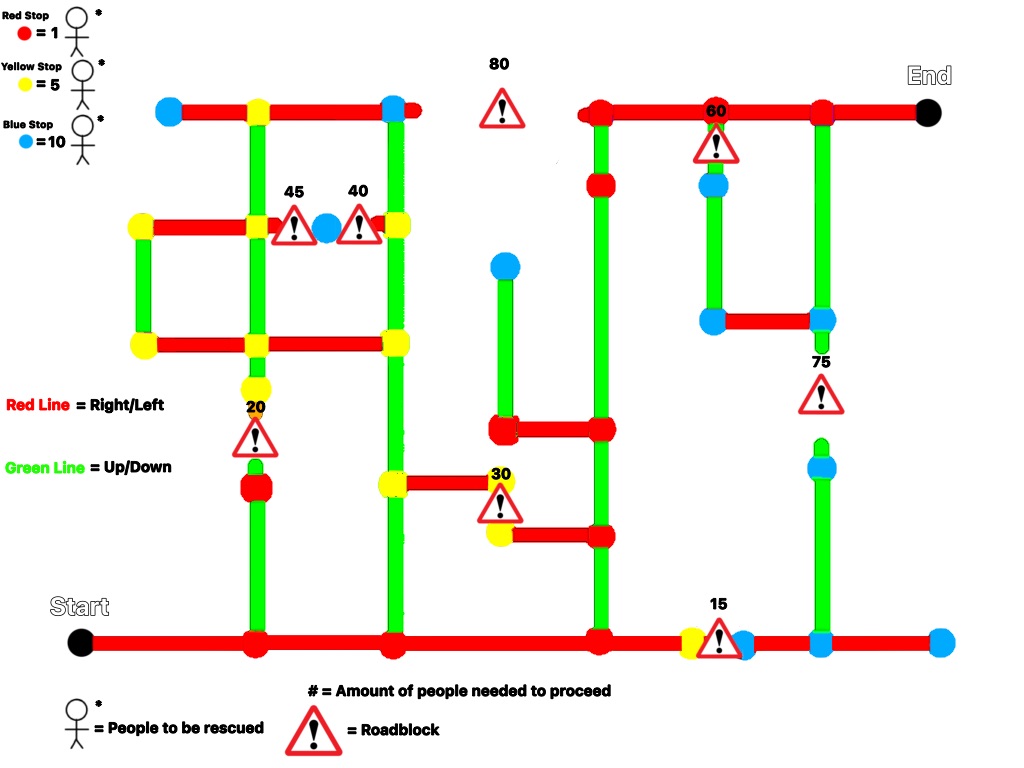 Red Stop
= 1 *
Yellow Stop
= 5 *
Blue Stop
=10 *
80
!
End
60
!
45
!
40
!
75
!
Red Line = Right/Left
20
!
Green Line = Up/Down
30
!
Start
15
!
# = Amount of people needed to proceed
*
= People to be rescued
!
= Roadblock